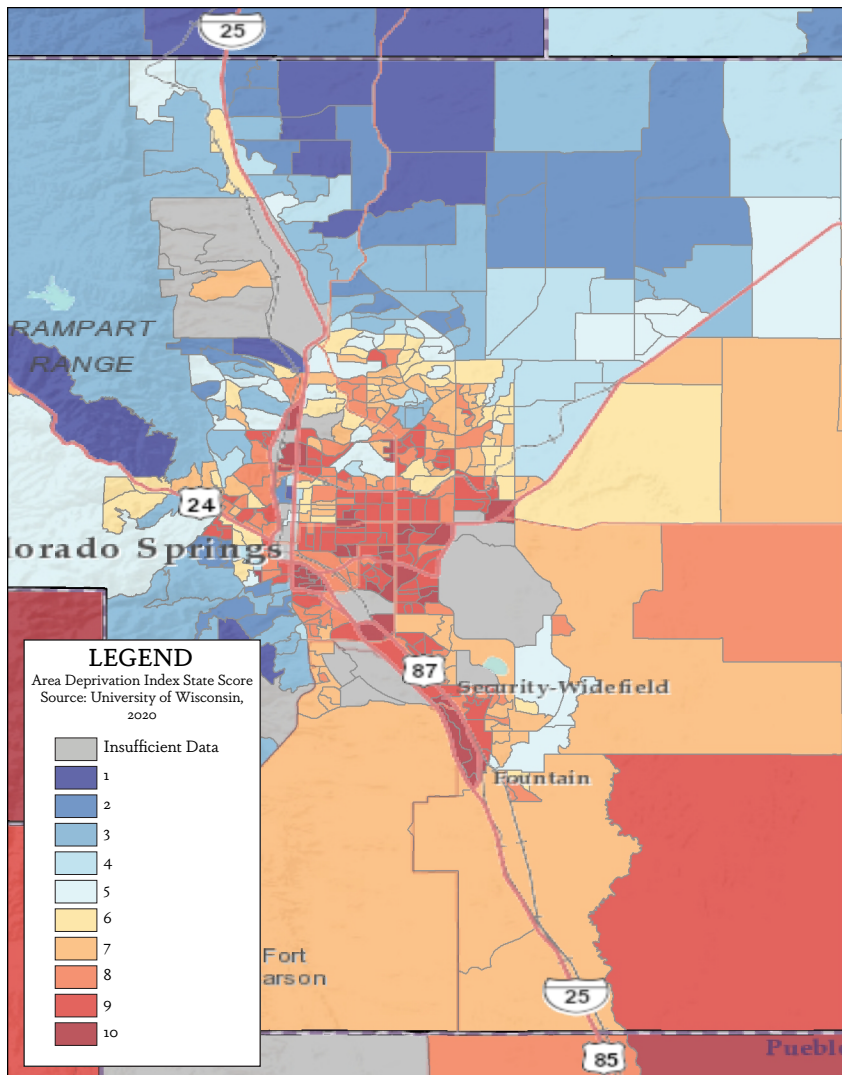 25
RAMPART
RANGE
24
lorado Springs
LEGEND
Area Deprivation Index State Score
Source: University of Wisconsin,
2020
Insufficient Data
1
2
3
4
5
6
7
8
9
10
87
Security-Widefield
Fountain
Fort
arson
25
85
Pueblo